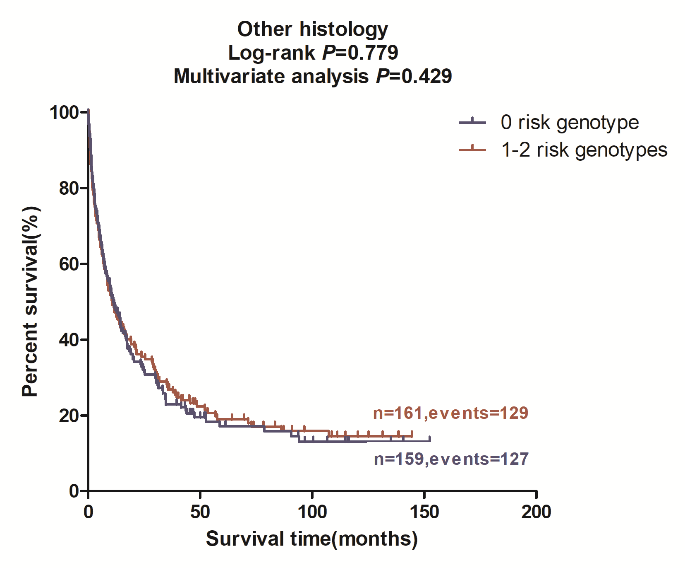 Other histology
Log-rank P=0.779
Multivariate analysis P=0.429
0 risk genotype
1-2 risk genotypes
Percent survival(%)
100
80
60
40
20
0
n=161,events=129
n=159,events=127
0
50
100
150
200
Survival time(months)